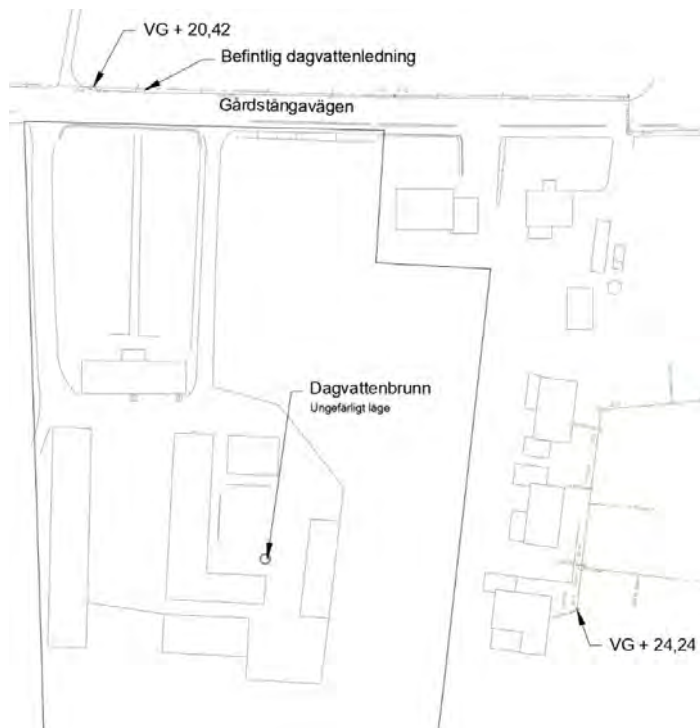 VG + 20,42
Befintlig dagvattenledning
Gårdstångavägen
Dagvattenbrunn
Ungefärligt läge
VG + 24,24